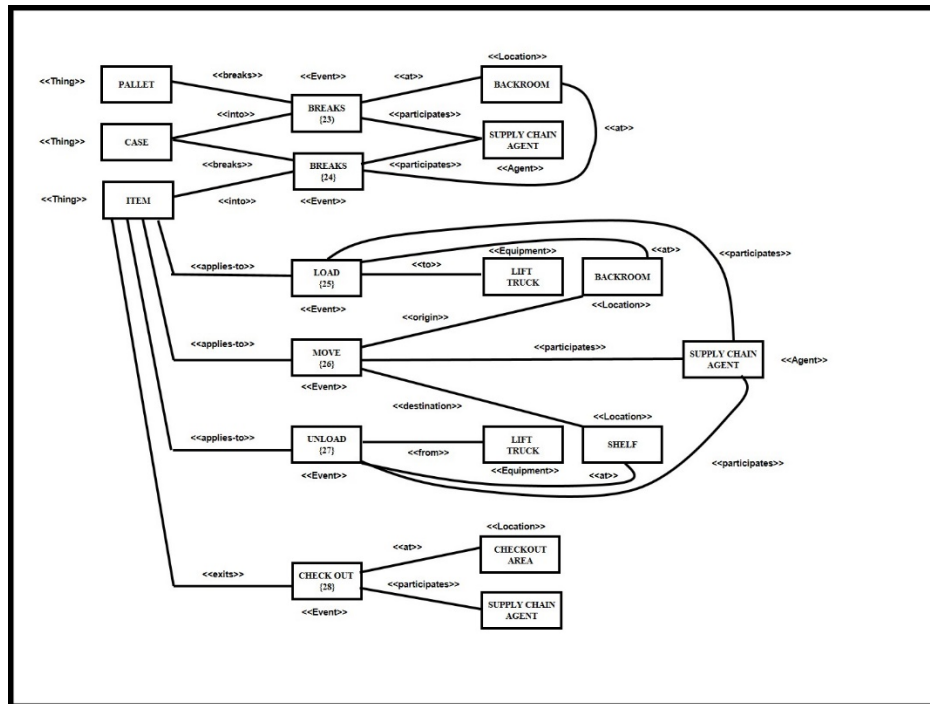 <<Location>>
<<Thing>>
PALLET
<<breaks>>
<<Event>>
<<at>>
BACKROOM
BREAKS
{23}
<<into>>
<<participates>>
<<at>>
<<Thing>>
CASE
SUPPLY CHAIN
AGENT
<<breaks>>
BREAKS
{24}
<<participates>>
<<Agent>>
<<Thing>>
ITEM
<<into>>
<<Event>>
<<Equipment>>
<<at>>
<<participates>>
<<applies-to>>
LOAD
{25}
<<to>>
LIFT
TRUCK
BACKROOM
<<Event>>
<<Location>>
<<origin>>
<<applies-to>>
MOVE
{26}
<<participates>>
SUPPLY CHAIN
AGENT
<<Agent>>
<<Event>>
<<destination>>
<<Location>>
<<applies-to>>
UNLOAD
{27}
<<from>>
LIFT
TRUCK
SHELF
<<Event>>
<<Equipment>>
<<at>>
<<participates>>
<<Location>>
<<at>>
CHECKOUT
AREA
<<exits>>
CHECK OUT
{28}
<<participates>>
<<Event>>
SUPPLY CHAIN
AGENT